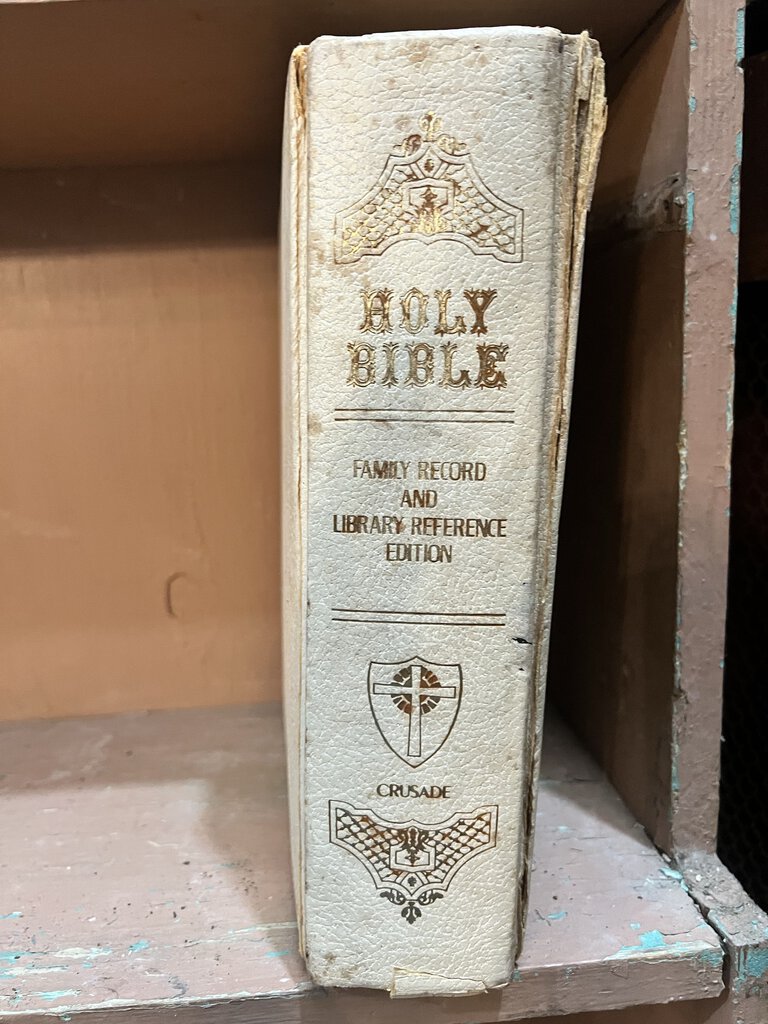 HOLY
BIBLE
FAMILY RECORD
AND
LIBRARY REFERENCE
EDITION
CRUSADE